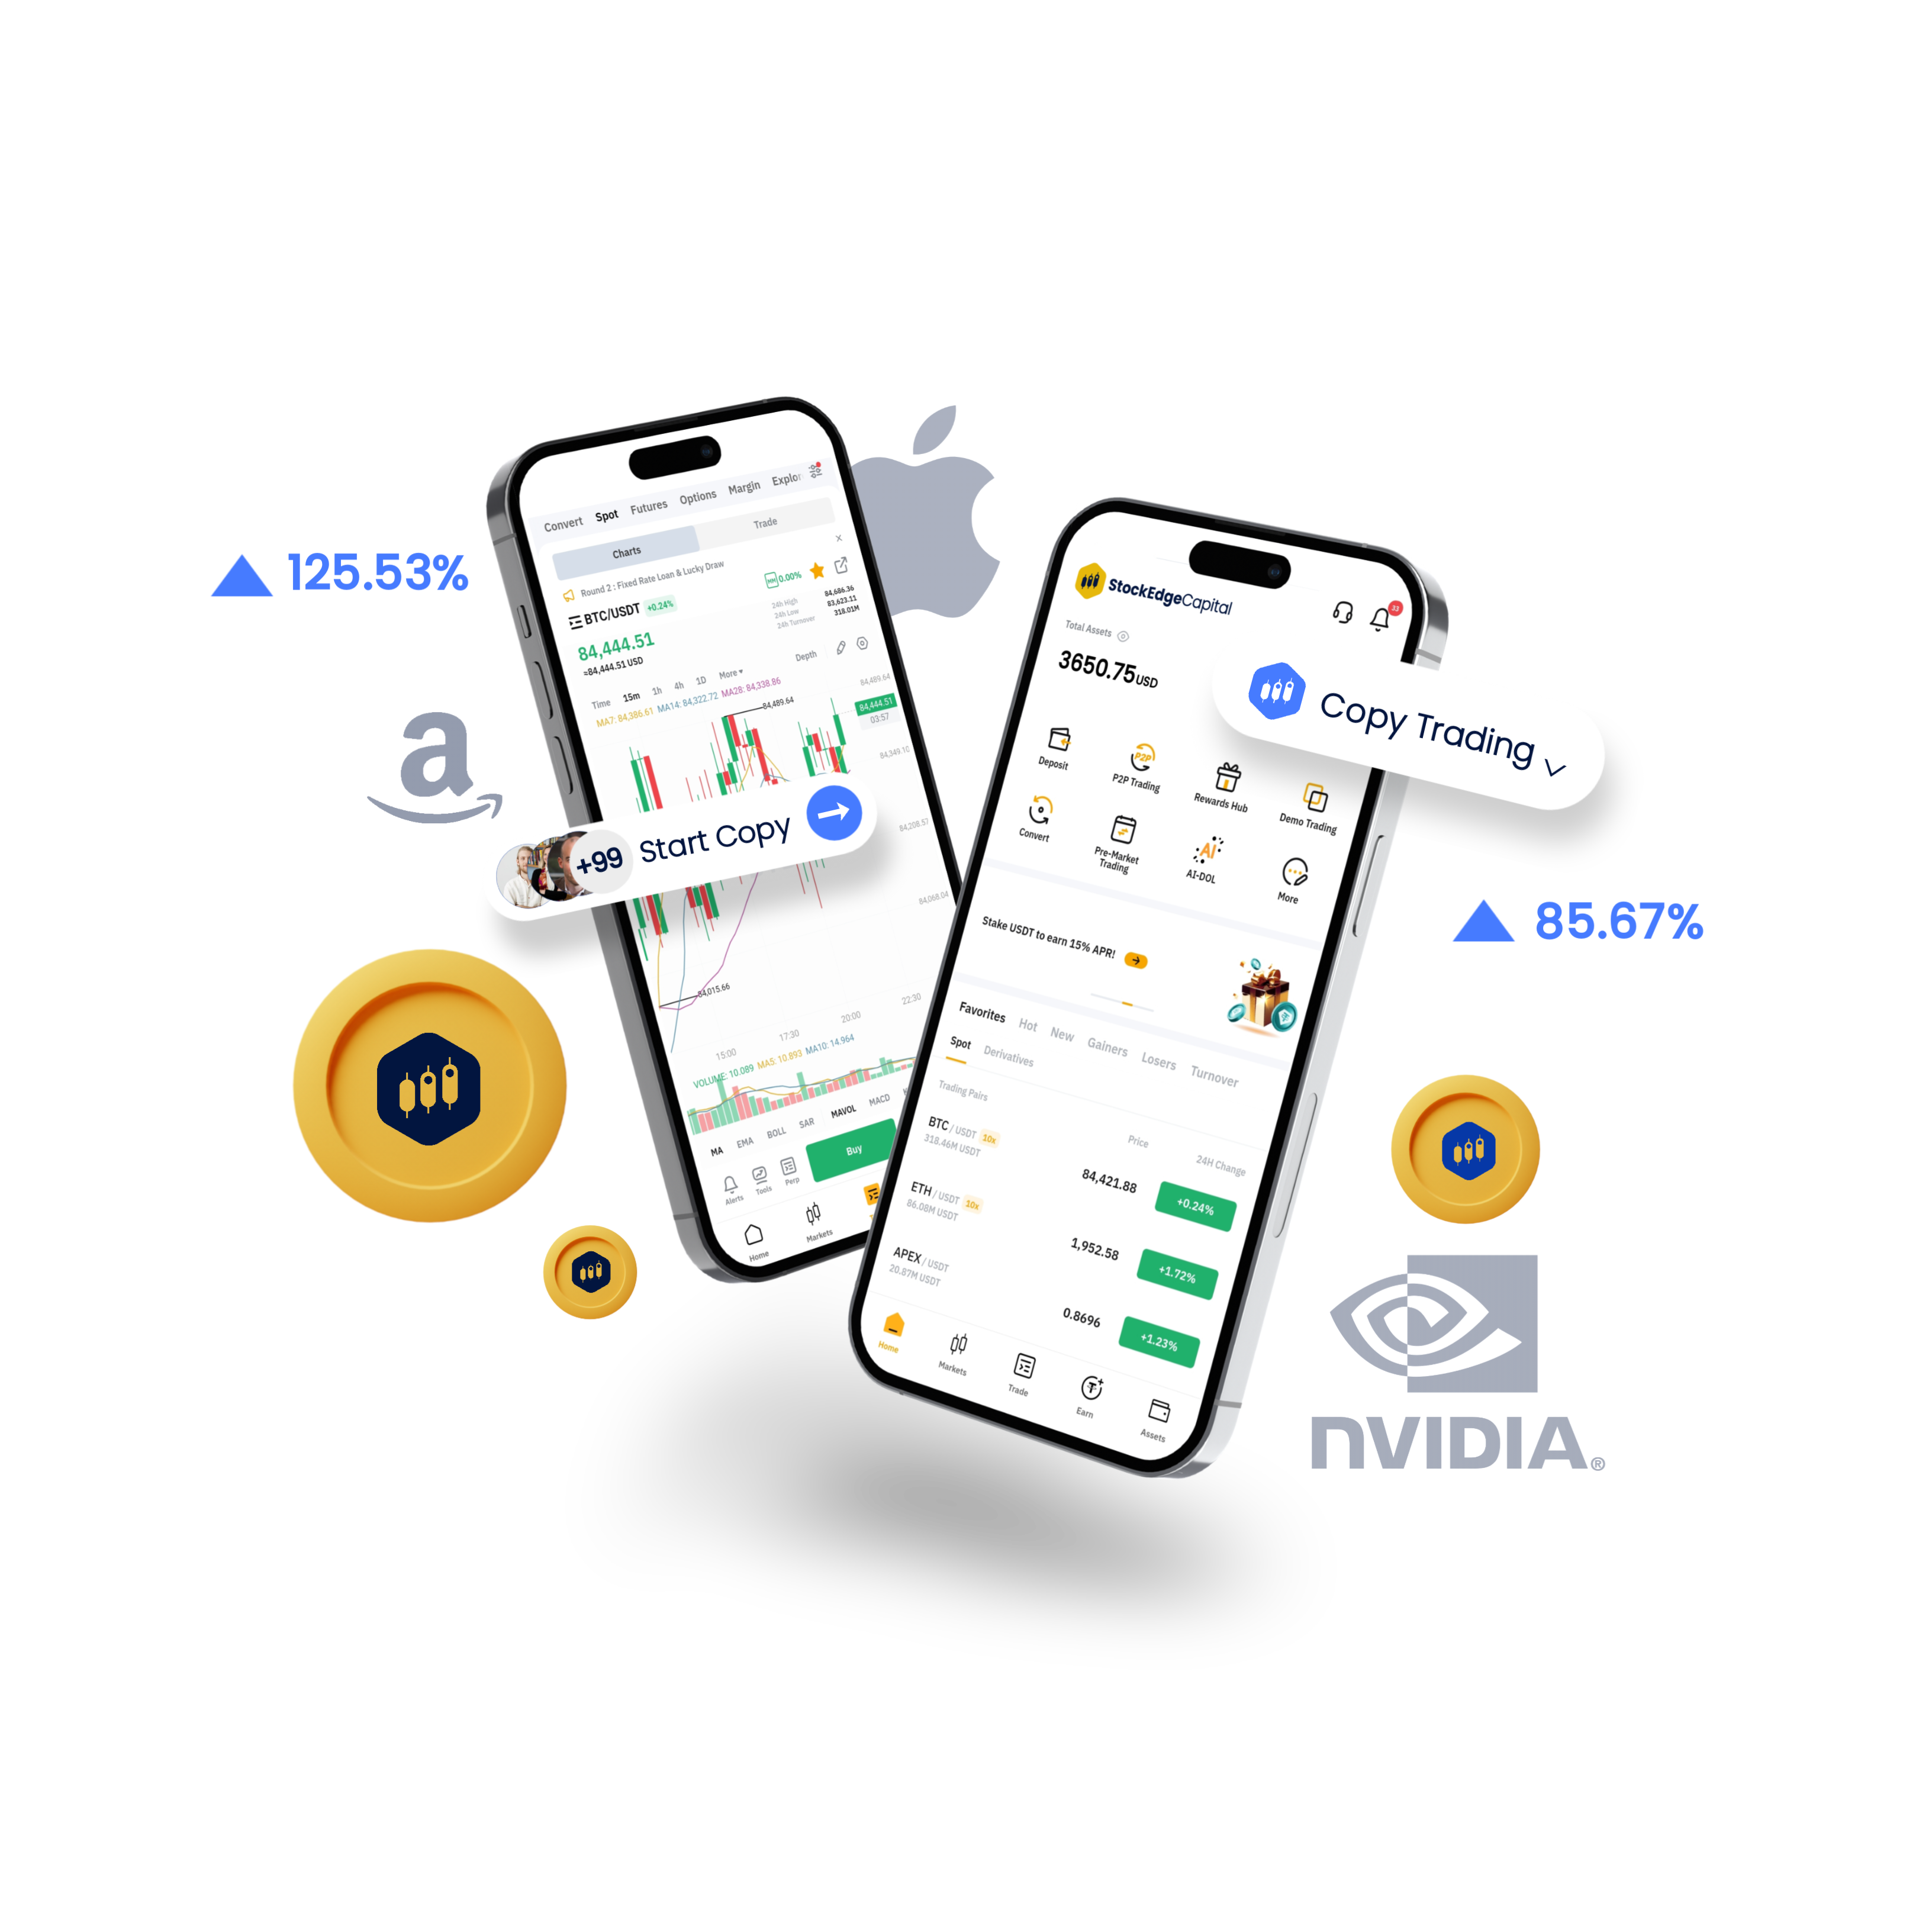 125.53%
a
Convert Spot Futures Options Margin Explor
Charts Trade
Round 2 : Fixed Rate Loan & Lucky Draw
BTC/USDT +0.24%
0.00%
84,444.51
≈84,444.51 USD
24h High 84,686.36
24h Low 83,623.11
24h Turnover 318.01M
Time 15m 1h 4h 1D More Depth
MA7: 84,386.61 MA14: 84,322.72 MA28: 84,338.86
84,489.64
84,489.64
84,444.51
03:57
84,349.10
+99 Start Copy
84,208.57
84,068.04
84,015.66
15:00 17:30 20:00 22:30
VOLUME: 10.089 MA5: 10.893 MA10: 14.964
MA EMA BOLL SAR MAVOL MACD
Alerts Tools Perp Buy
Home Markets
StockEdgeCapital
33
Total Assets
3650.75 USD
Copy Trading
Deposit P2P Trading Rewards Hub Demo Trading
P2P
Convert Pre-Market Trading AI-DOL More
AI
Stake USDT to earn 15% APR!
Favorites Hot New Gainers Losers Turnover
Spot Derivatives
Trading Pairs Price 24H Change
BTC / USDT 10x 84,421.88 +0.24%
318.46M USDT
ETH / USDT 10x 1,952.58 +1.72%
86.08M USDT
APEX / USDT 0.8696 +1.23%
20.87M USDT
Home Markets Trade Earn Assets
85.67%
NVIDIA®